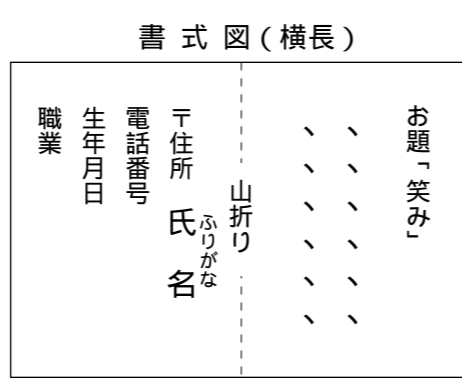 書式図(横長)
お題「笑み」
、、、、、、
、、、、、、
山折り
ふりがな
〒住所 氏名
電話番号
生年月日
職業